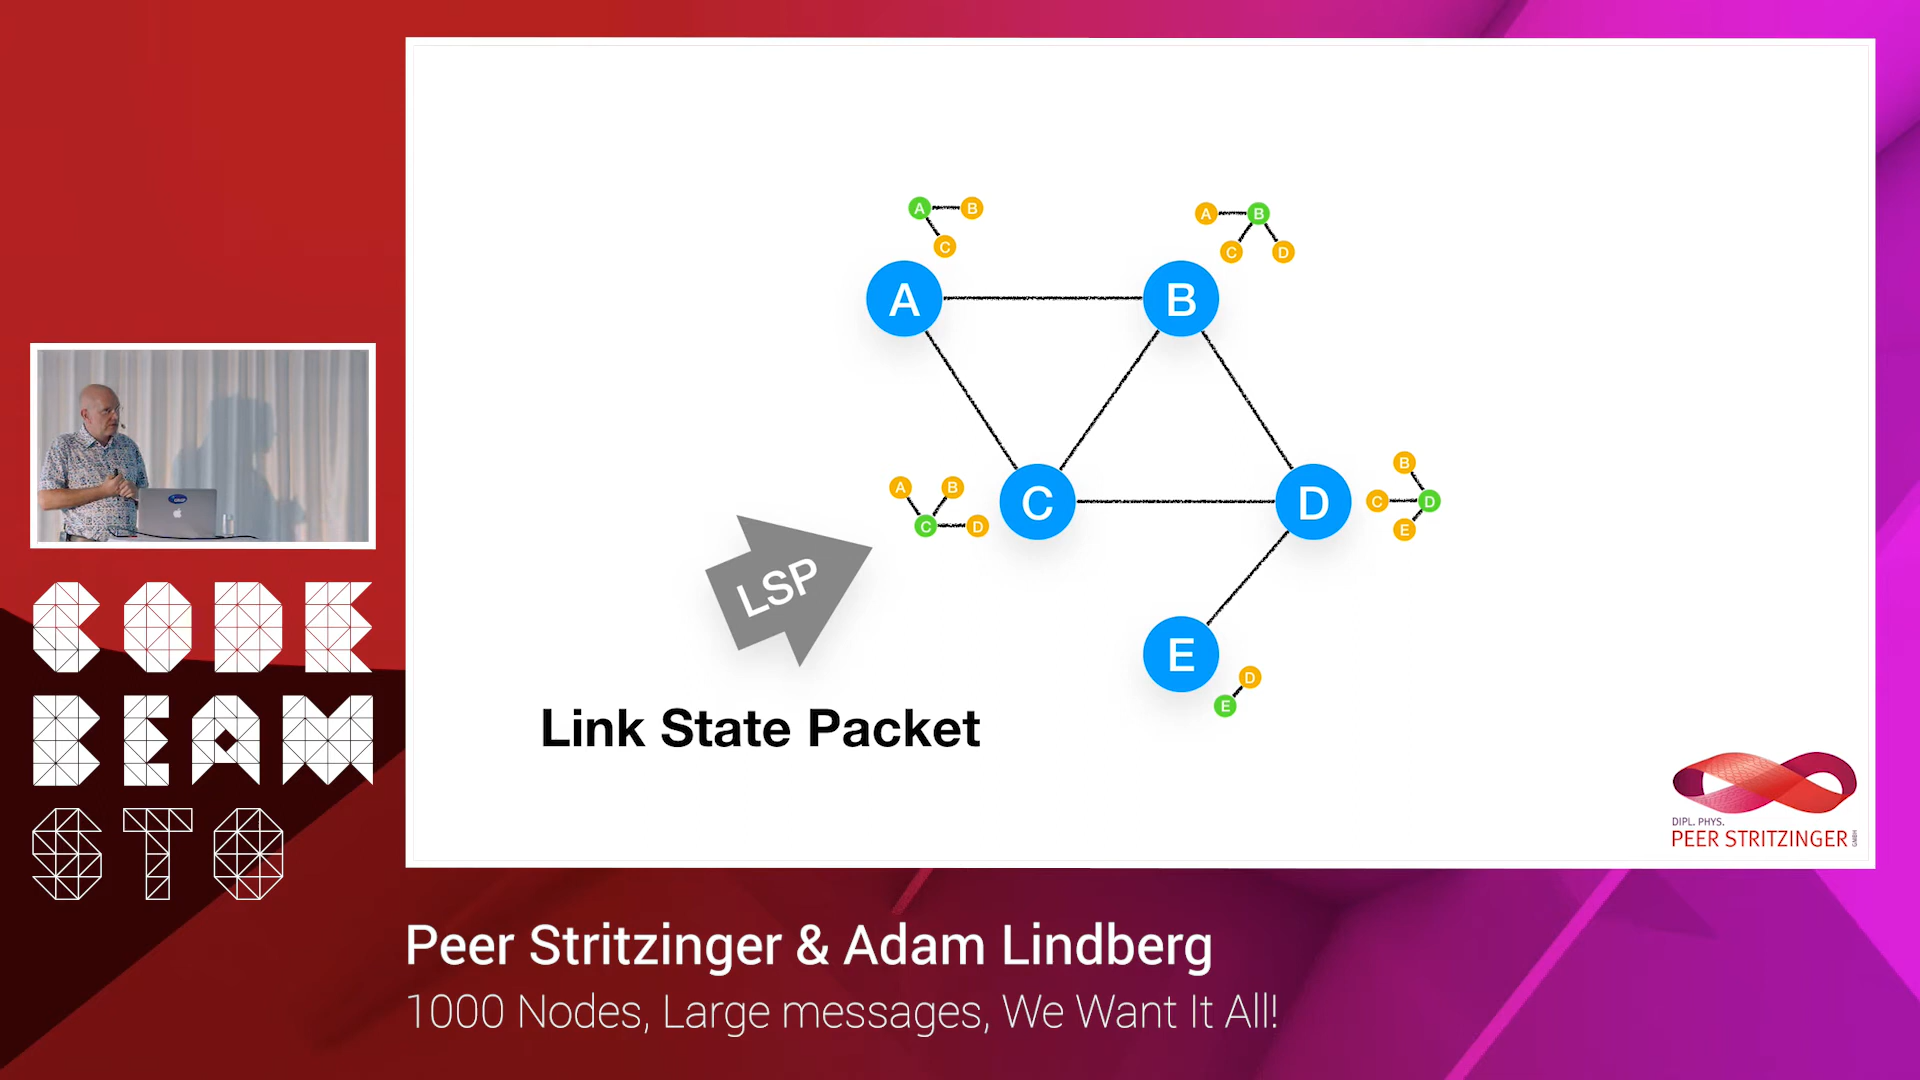 A B
C
A B
C D
A B
A B
C D
C D
B
C D
E
LSP
E
D
E
Link State Packet
DIPL. PHYS.
PEER STRITZINGER GMBH
CODE
BEAM
STO
Peer Stritzinger & Adam Lindberg
1000 Nodes, Large messages, We Want It All!